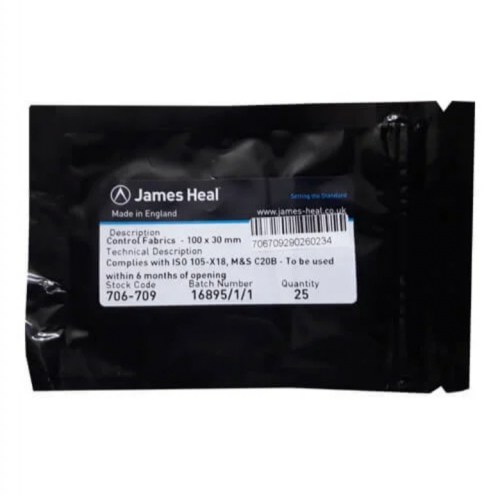 James Heal
Setting the Standard
Made in England
www.james-heal.co.uk
Description
Control Fabrics - 100 x 30 mm
706709290260234
Technical Description
Complies with ISO 105-X18, M&S C20B - To be used
within 6 months of opening
Stock Code Batch Number Quantity
706-709 16895/1/1 25